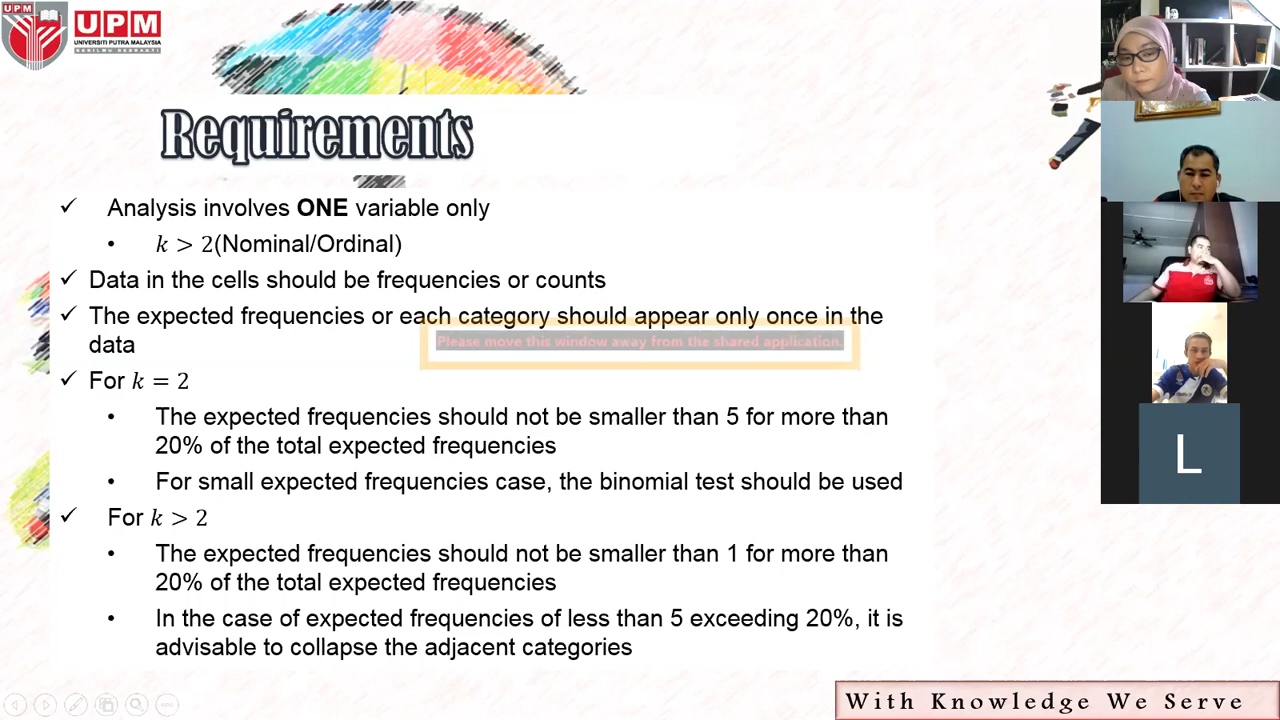 UPM
UPM
UNIVERSITI PUTRA MALAYSIA
BERILMU BERBAKTI
Requirements
✓ Analysis involves ONE variable only
• k > 2(Nominal/Ordinal)
✓ Data in the cells should be frequencies or counts
✓ The expected frequencies or each category should appear only once in the
data
Please move this window away from the shared application.
✓ For k = 2
• The expected frequencies should not be smaller than 5 for more than
20% of the total expected frequencies
• For small expected frequencies case, the binomial test should be used
✓ For k > 2
• The expected frequencies should not be smaller than 1 for more than
20% of the total expected frequencies
• In the case of expected frequencies of less than 5 exceeding 20%, it is
advisable to collapse the adjacent categories
L
With Knowledge We Serve